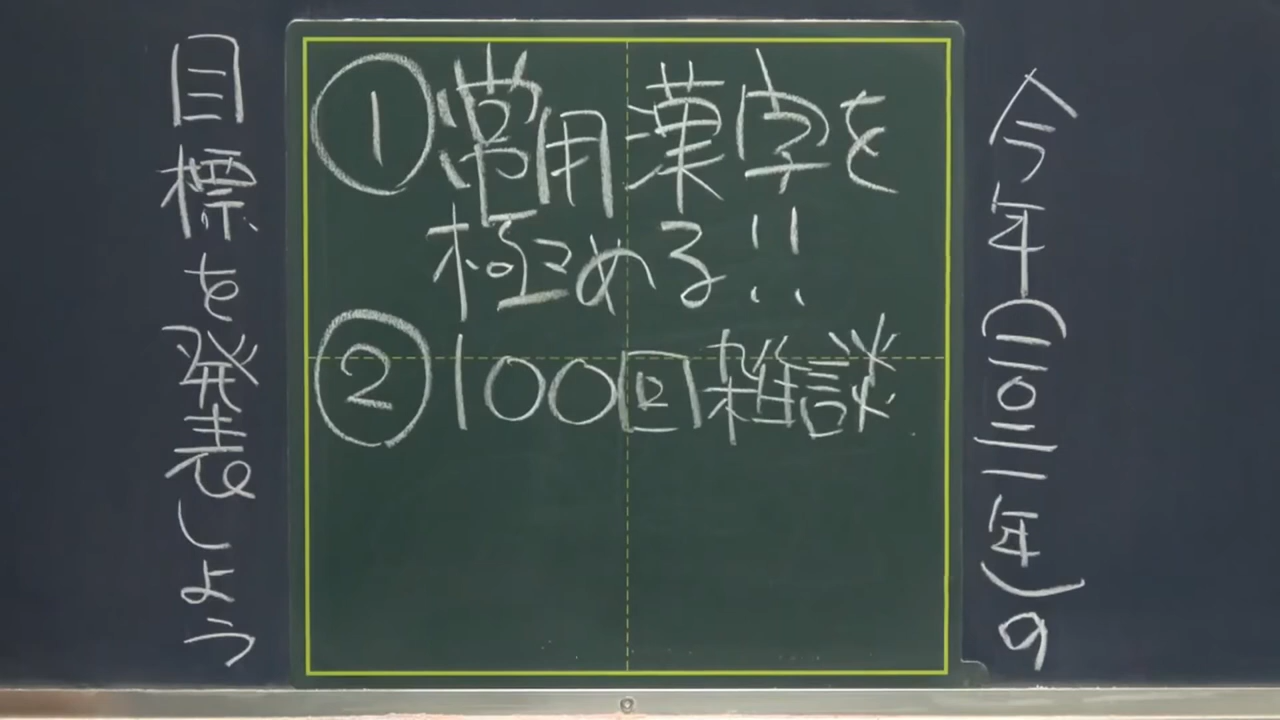 今年(二〇二一年)の
目標を発表しよう
①常用漢字を
極める!!
②100回雑談